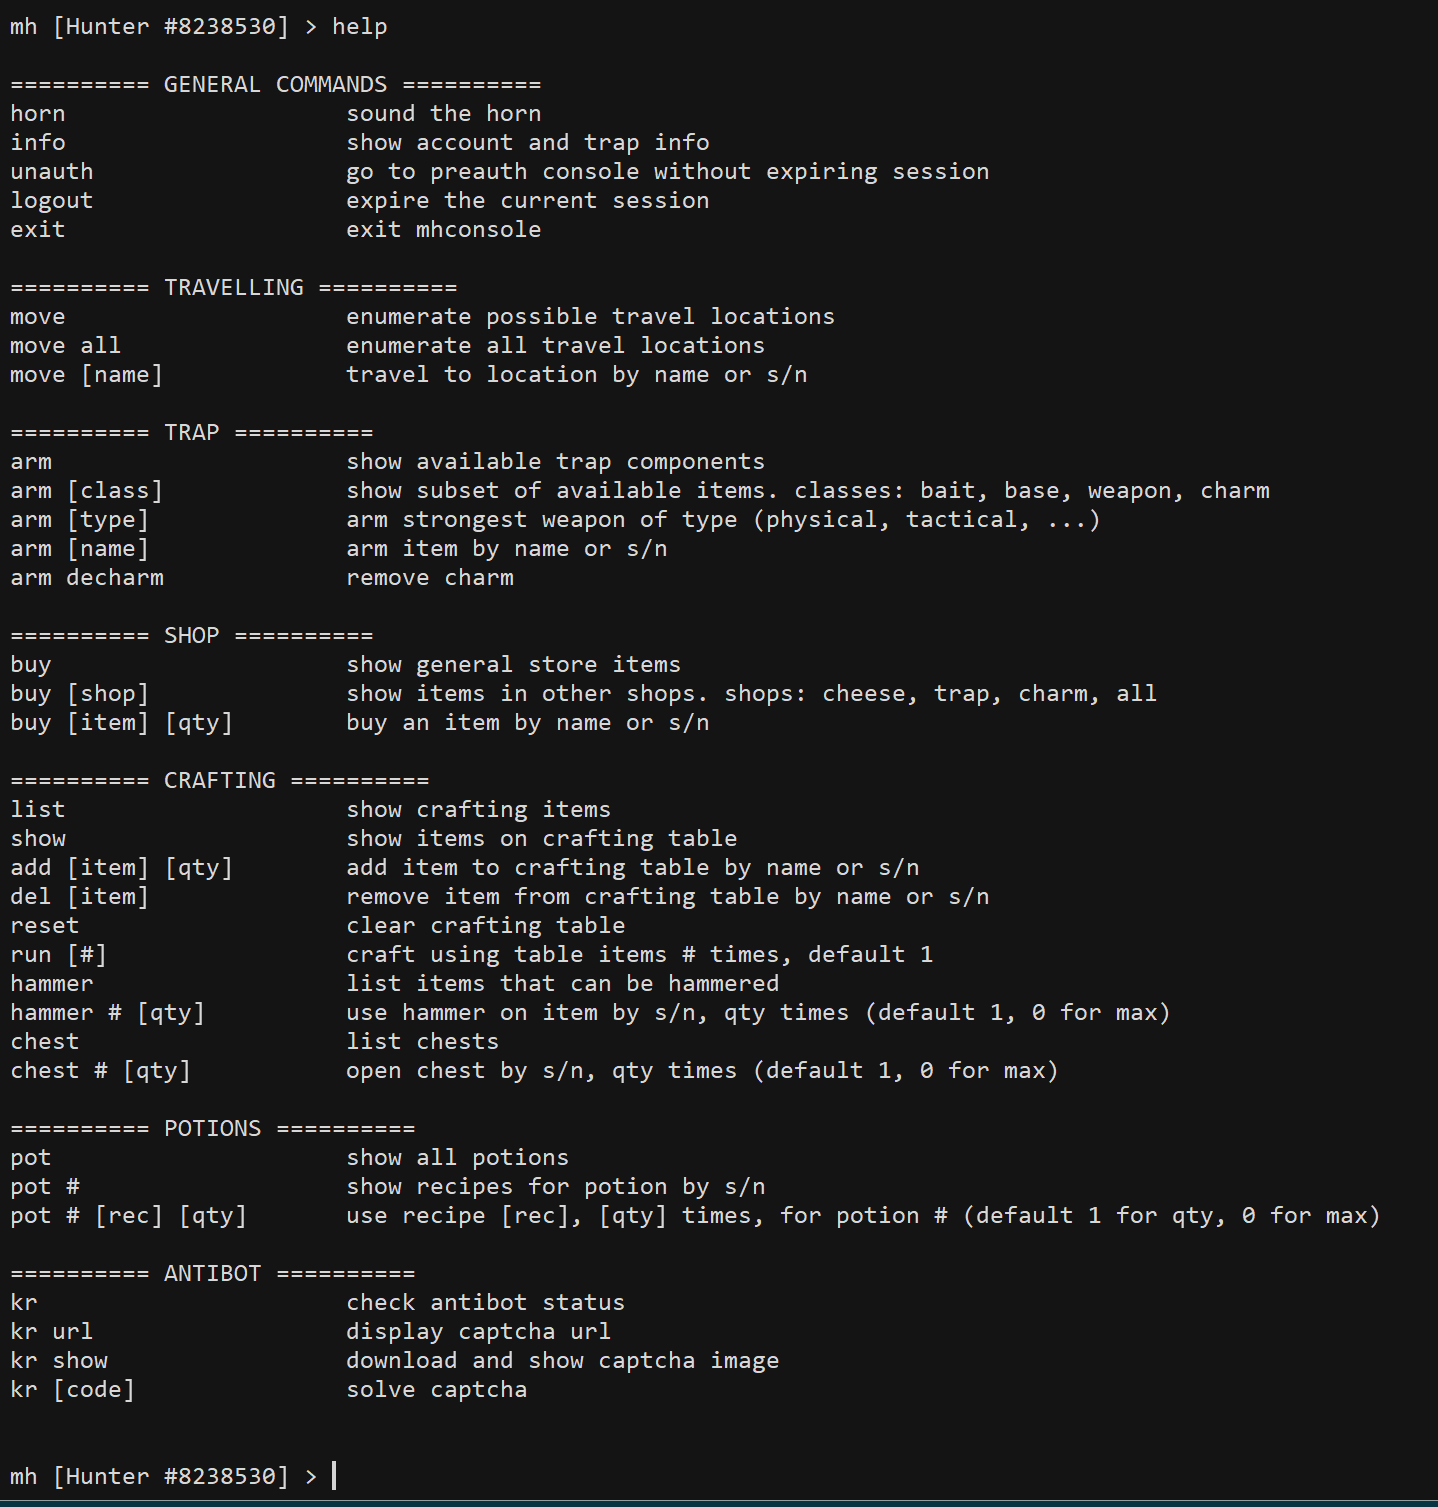 mh [Hunter #8238530] > help
========== GENERAL COMMANDS ==========
horn                    sound the horn
info                    show account and trap info
unauth                  go to preauth console without expiring session
logout                  expire the current session
exit                    exit mhconsole
========== TRAVELLING ==========
move                    enumerate possible travel locations
move all                enumerate all travel locations
move [name]             travel to location by name or s/n
========== TRAP ==========
arm                     show available trap components
arm [class]             show subset of available items. classes: bait, base, weapon, charm
arm [type]              arm strongest weapon of type (physical, tactical, ...)
arm [name]              arm item by name or s/n
arm decharm             remove charm
========== SHOP ==========
buy                     show general store items
buy [shop]              show items in other shops. shops: cheese, trap, charm, all
buy [item] [qty]        buy an item by name or s/n
========== CRAFTING ==========
list                    show crafting items
show                    show items on crafting table
add [item] [qty]        add item to crafting table by name or s/n
del [item]              remove item from crafting table by name or s/n
reset                   clear crafting table
run [#]                 craft using table items # times, default 1
hammer                  list items that can be hammered
hammer # [qty]          use hammer on item by s/n, qty times (default 1, 0 for max)
chest                   list chests
chest # [qty]           open chest by s/n, qty times (default 1, 0 for max)
========== POTIONS ==========
pot                     show all potions
pot #                   show recipes for potion by s/n
pot # [rec] [qty]       use recipe [rec], [qty] times, for potion # (default 1 for qty, 0 for max)
========== ANTIBOT ==========
kr                      check antibot status
kr url                  display captcha url
kr show                 download and show captcha image
kr [code]               solve captcha
mh [Hunter #8238530] >